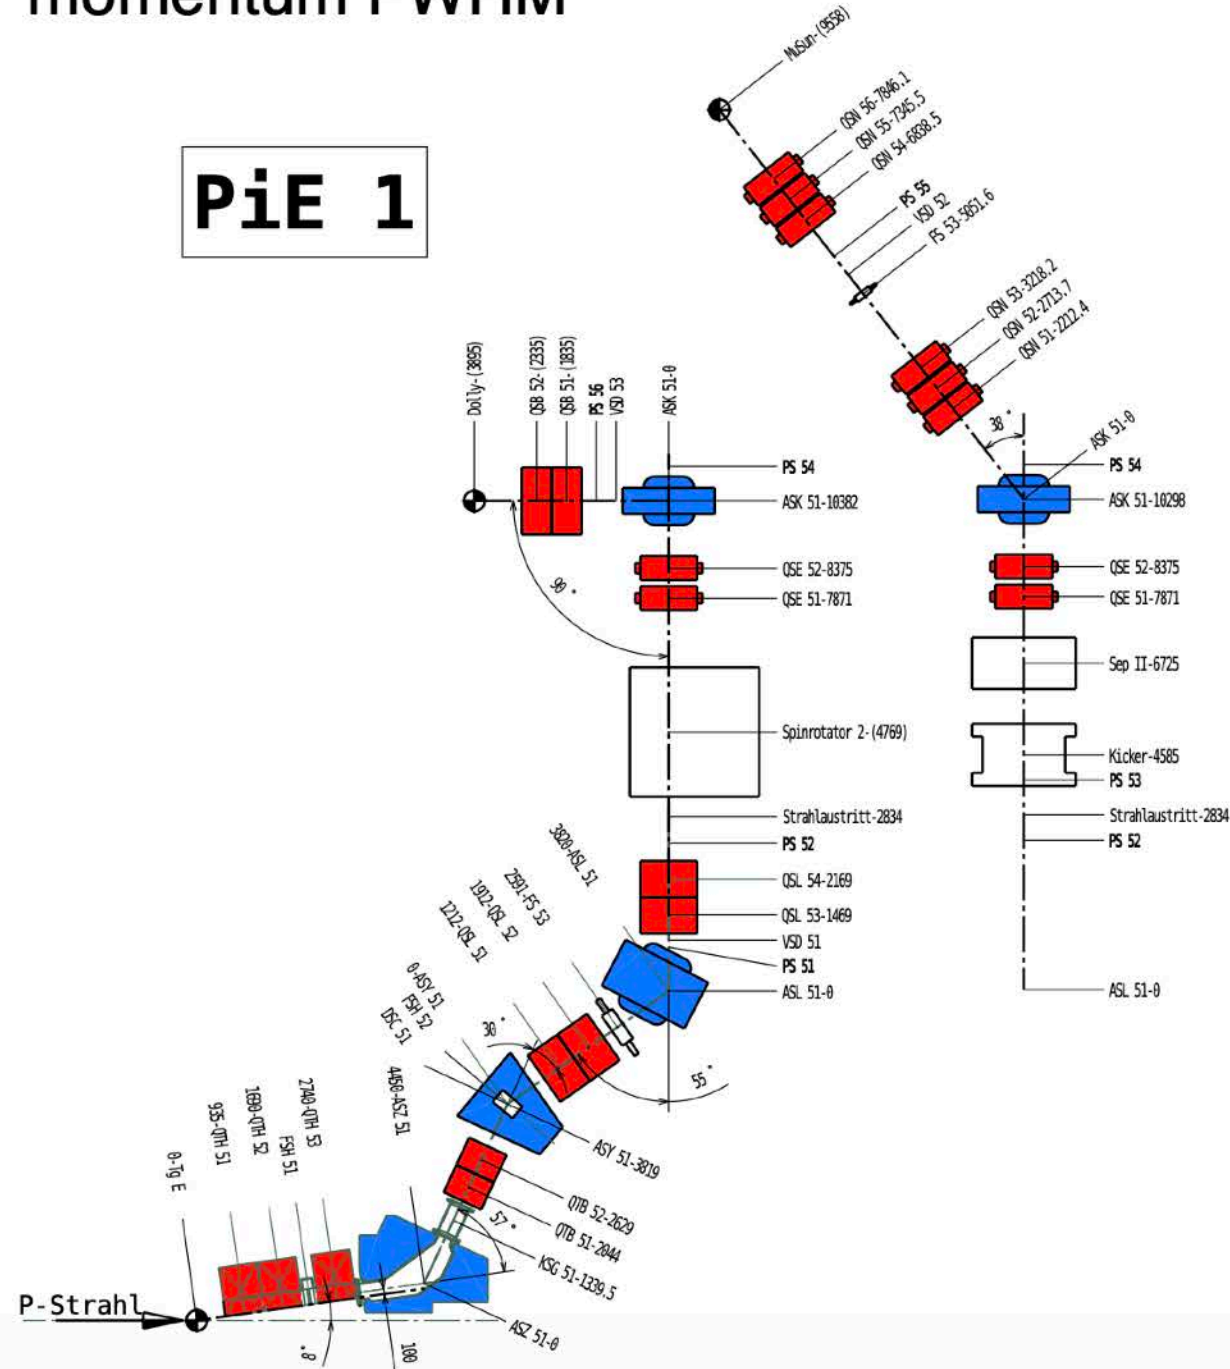 PiE 1
MuSun-(9558)
QSN 56-7846.1
QSN 55-7345.5
QSN 54-6838.5
PS 55
VSD 52
FS 53-5051.6
QSN 53-3218.2
QSN 52-2713.7
QSN 51-2212.4
38°
ASK 51-0
PS 54
ASK 51-10298
QSE 52-8375
QSE 51-7871
Sep II-6725
Kicker-4585
PS 53
Strahlaustritt-2834
PS 52
ASL 51-0
Dolly-(3895)
QSB 52-(2335)
QSB 51-(1835)
PS 56
VSD 53
ASK 51-0
PS 54
ASK 51-10382
QSE 52-8375
QSE 51-7871
90°
Spinrotator 2-(4769)
Strahlaustritt-2834
PS 52
QSL 54-2169
QSL 53-1469
VSD 51
PS 51
ASL 51-0
3820-ASL 51
2591-FS 53
1912-QSL 52
1212-QSL 51
0-ASY 51
FSH 52
DSC 51
30°
55°
4450-ASZ 51
ASY 51-3819
QTB 52-2629
QTB 51-2044
KSG 51-1339.5
57°
ASZ 51-0
2740-QTH 53
FSH 51
1690-QTH 52
935-QTH 51
0-Tg E
P-Strahl
8°
100